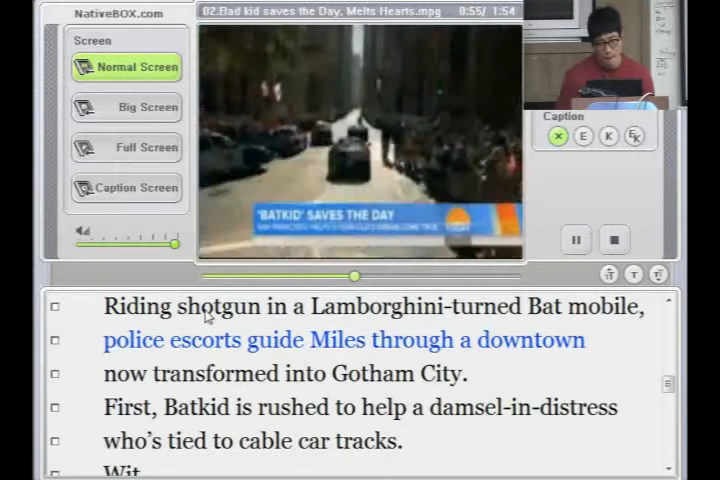 NativeBOX.com
02.Bad kid saves the Day, Melts Hearts.mpg 0:55/ 1:54
Screen
Normal Screen
Big Screen
Full Screen
Caption Screen
Caption
X E K EK
'BATKID' SAVES THE DAY
TODAY
T T T
Riding shotgun in a Lamborghini-turned Bat mobile,
police escorts guide Miles through a downtown
now transformed into Gotham City.
First, Batkid is rushed to help a damsel-in-distress
who's tied to cable car tracks.
Wit